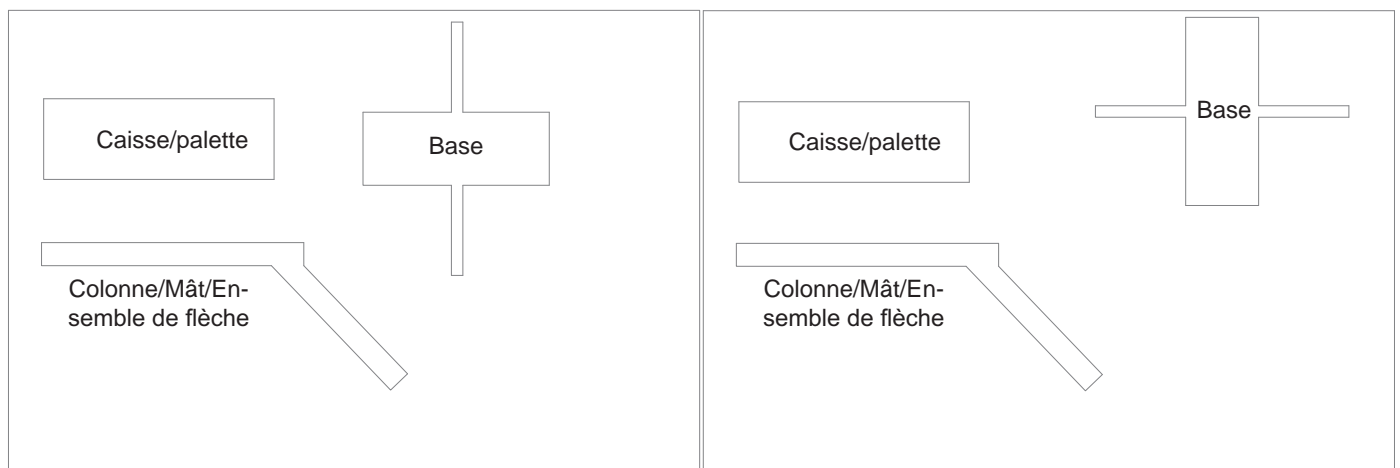 Caisse/palette
Base
Colonne/Mât/En-
semble de flèche
Caisse/palette
Base
Colonne/Mât/En-
semble de flèche